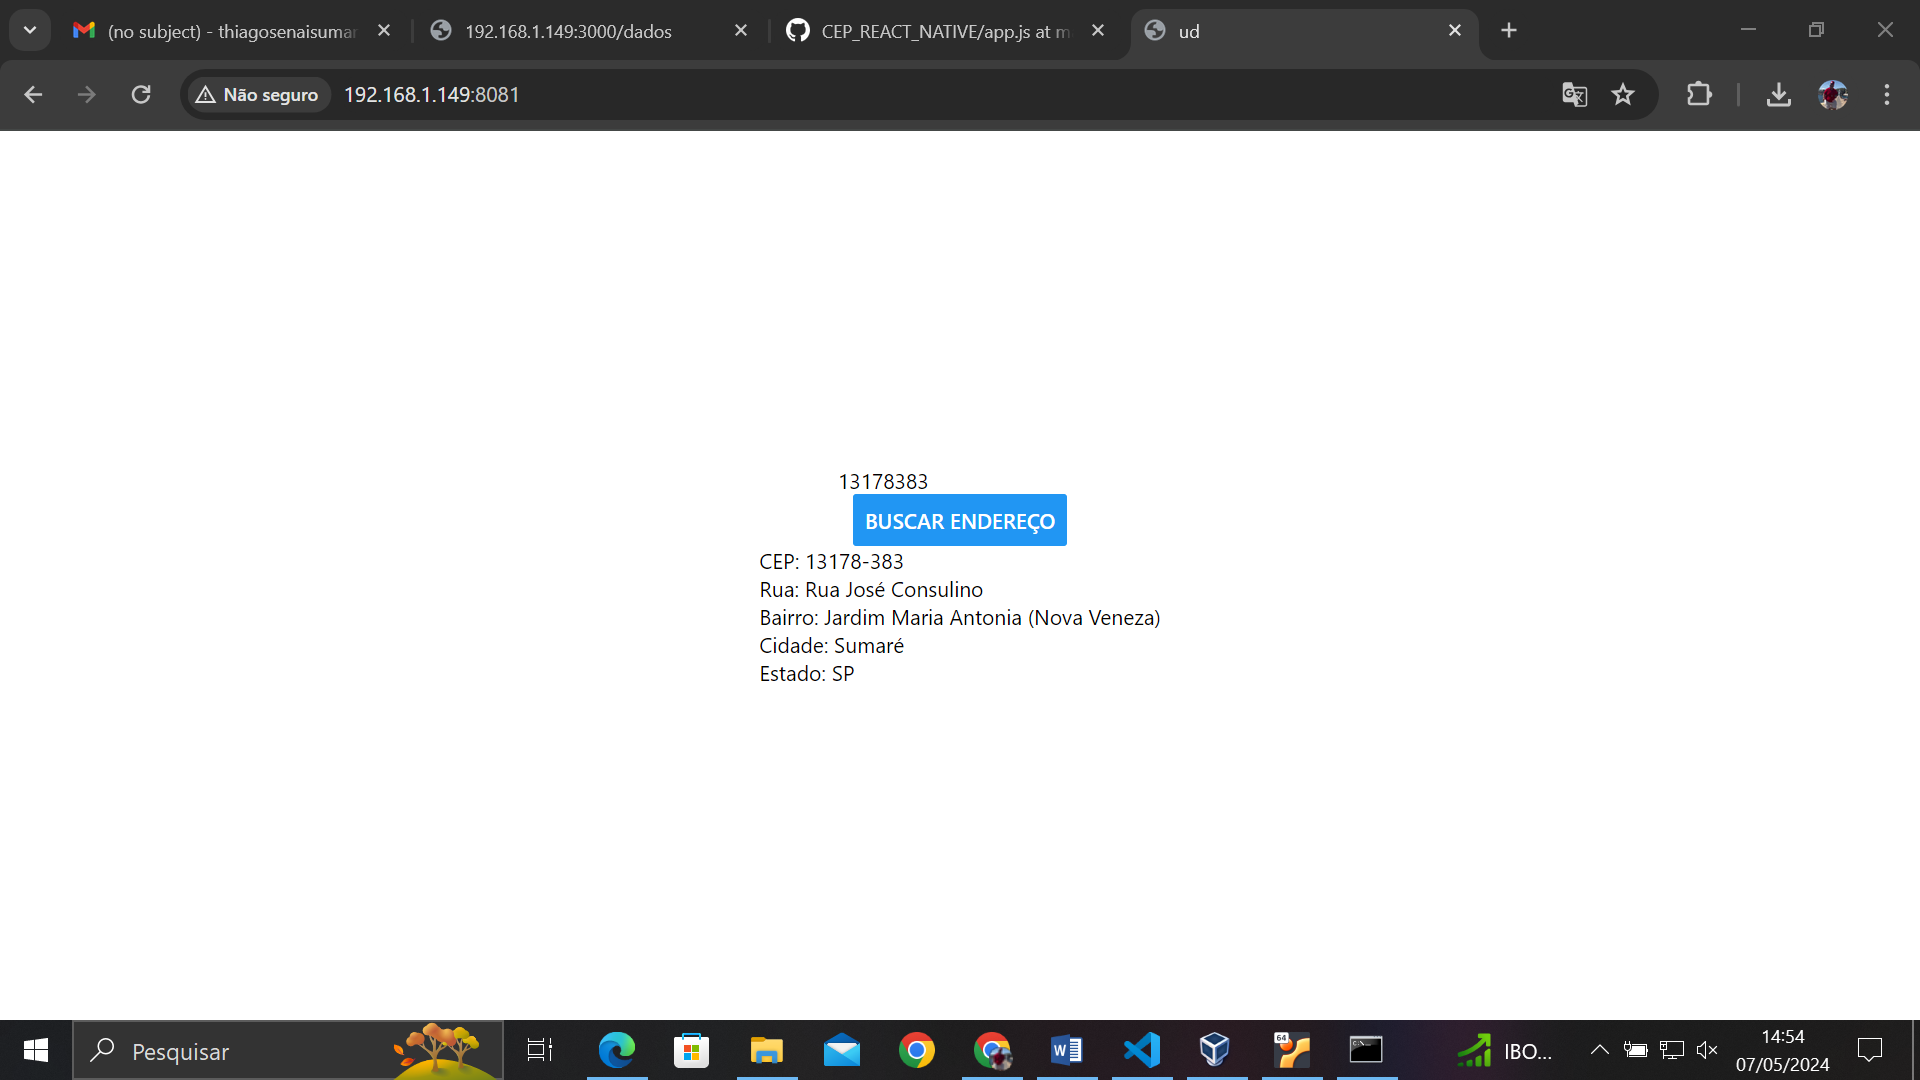 (no subject) - thiagosenaisumar
192.168.1.149:3000/dados
CEP_REACT_NATIVE/app.js at m
ud
Não seguro
192.168.1.149:8081
13178383
BUSCAR ENDEREÇO
CEP: 13178-383
Rua: Rua José Consulino
Bairro: Jardim Maria Antonia (Nova Veneza)
Cidade: Sumaré
Estado: SP
Pesquisar
64
IBO...
14:54
07/05/2024